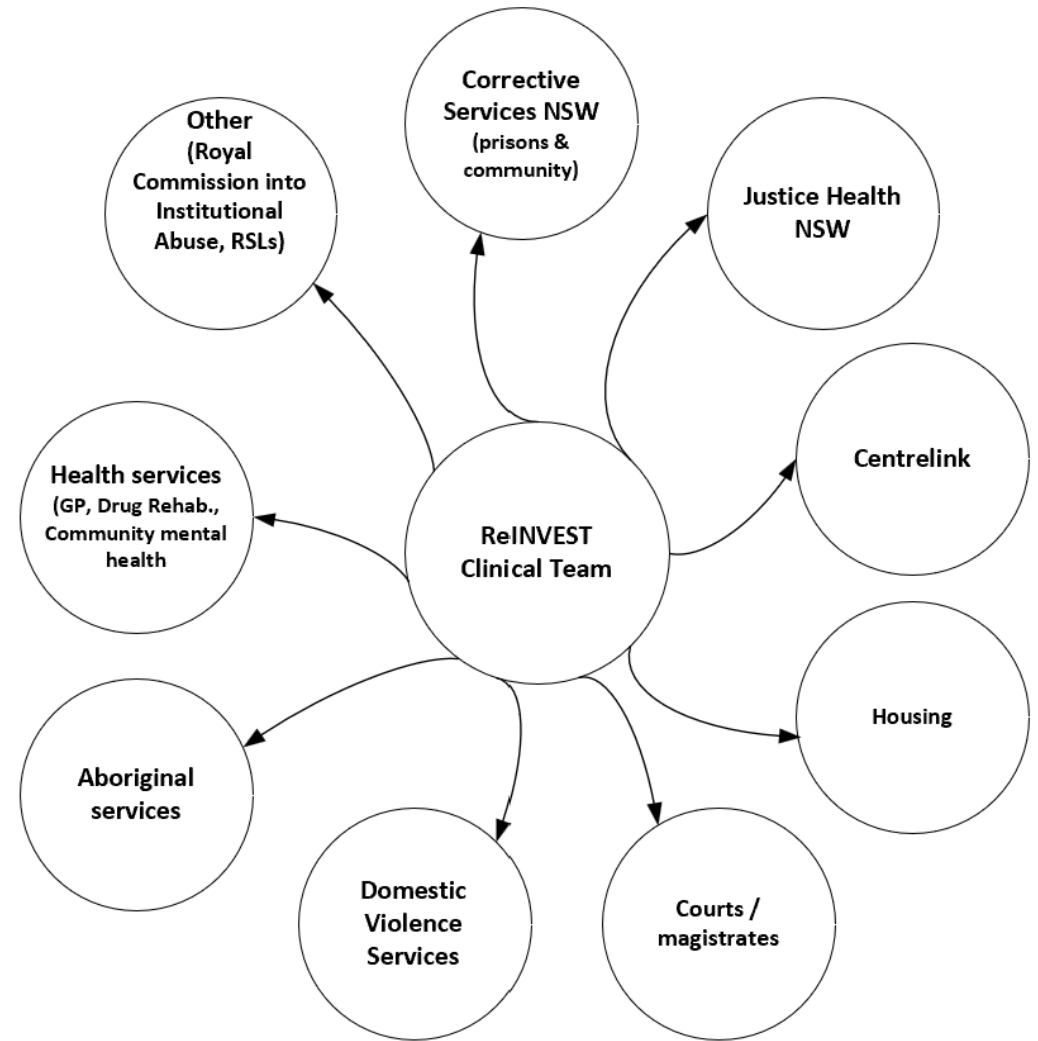 Corrective
Services NSW
(prisons &
community)
Other
(Royal
Commission into
Institutional
Abuse, RSLs)
Justice Health
NSW
Centrelink
Health services
(GP, Drug Rehab.,
Community mental
health
ReINVEST
Clinical Team
Housing
Aboriginal
services
Domestic
Violence
Services
Courts /
magistrates